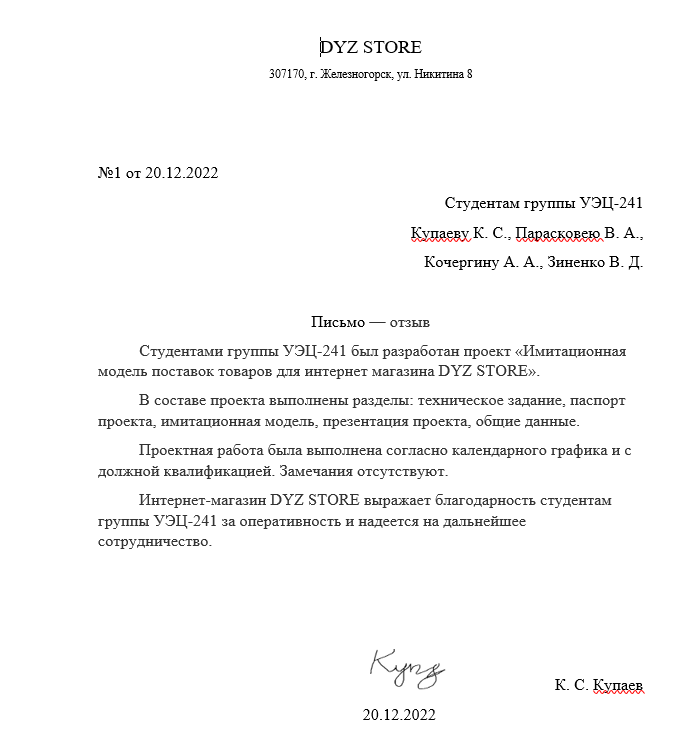 DYZ STORE
307170, г. Железногорск, ул. Никитина 8
№1 от 20.12.2022
Студентам группы УЭЦ-241
Купаеву К. С., Парасковею В. А.,
Кочергину А. А., Зиненко В. Д.
Письмо — отзыв
Студентами группы УЭЦ-241 был разработан проект «Имитационная
модель поставок товаров для интернет магазина DYZ STORE».
В составе проекта выполнены разделы: техническое задание, паспорт
проекта, имитационная модель, презентация проекта, общие данные.
Проектная работа была выполнена согласно календарного графика и с
должной квалификацией. Замечания отсутствуют.
Интернет-магазин DYZ STORE выражает благодарность студентам
группы УЭЦ-241 за оперативность и надеется на дальнейшее
сотрудничество.
К. С. Купаев
20.12.2022